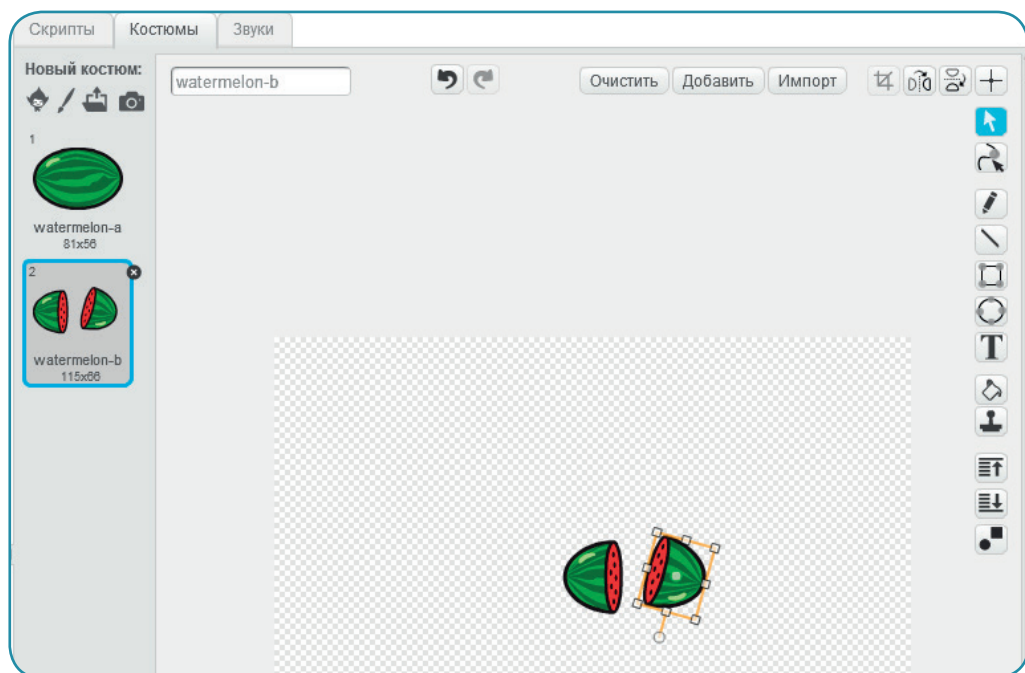 Скрипты Костюмы Звуки
Новый костюм:
watermelon-b
Очистить Добавить Импорт
1
watermelon-a
81x56
2
watermelon-b
115x66
T